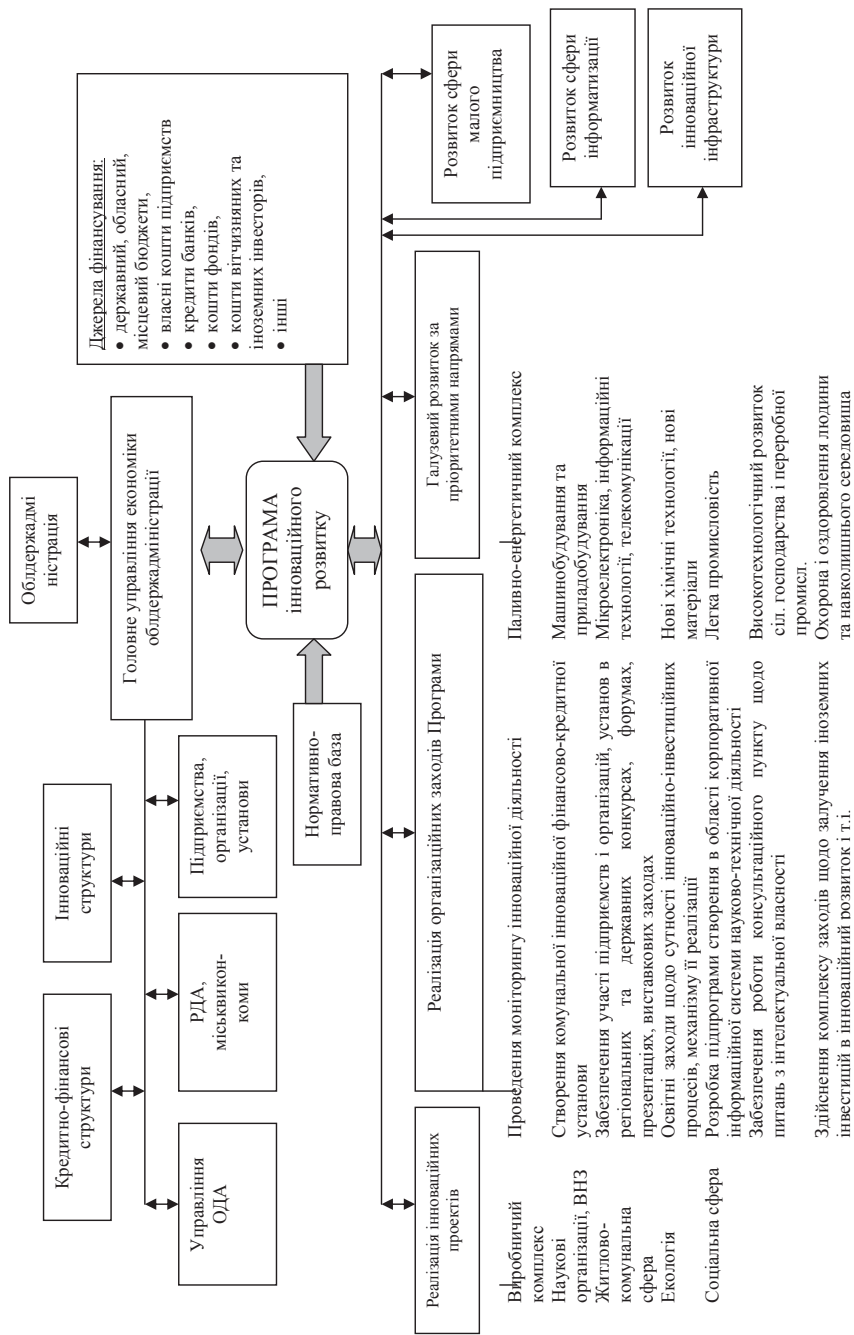 Облдержадмі
ністрація
Головне управління економіки
облдержадміністрації
Джерела фінансування:
• державний, обласний,
місцевий бюджети,
• власні кошти підприємств
• кредити банків,
• кошти фондів,
• кошти вітчизняних та
іноземних інвесторів,
• інші
Кредитно-фінансові
структури
Інноваційні
структури
Управління
ОДА
РДА,
міськвикон-
коми
Підприємства,
організації,
установи
Нормативно-
правова база
ПРОГРАМА
інноваційного
розвитку
Реалізація інноваційних
проектів
Виробничий
комплекс
Наукові
організації, ВНЗ
Житлово-
комунальна
сфера
Екологія
Соціальна сфера
Реалізація організаційних заходів Програми
Проведення моніторингу інноваційної діяльності
Створення комунальної інноваційної фінансово-кредитної
установи
Забезпечення участі підприємств і організацій, установ в
регіональних та державних конкурсах, форумах,
презентаціях, виставкових заходах
Освітні заходи щодо сутності інноваційно-інвестиційних
процесів, механізму її реалізації
Розробка підпрограми створення в області корпоративної
інформаційної системи науково-технічної діяльності
Забезпечення роботи консультаційного пункту щодо
питань з інтелектуальної власності
Здійснення комплексу заходів щодо залучення іноземних
інвестицій в інноваційний розвиток і т.і.
Галузевий розвиток за
пріоритетними напрямами
Паливно-енергетичний комплекс
Машинобудування та
приладобудування
Мікроелектроніка, інформаційні
технології, телекомунікації
Нові хімічні технології, нові
матеріали
Легка промисловість
Високотехнологічний розвиток
сіл. господарства і переробної
промисл.
Охорона і оздоровлення людини
та навколишнього середовища
Розвиток сфери
малого
підприємництва
Розвиток сфери
інформатизації
Розвиток
інноваційної
інфраструктури